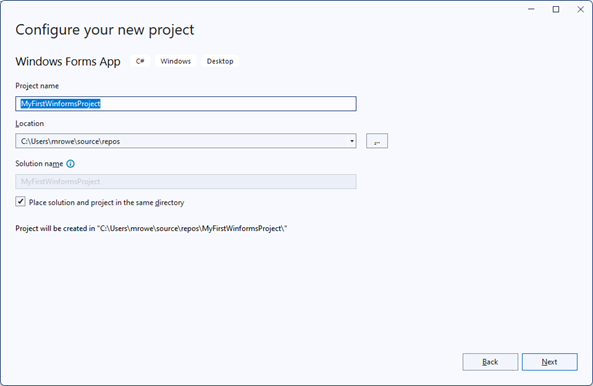 Configure your new project
Windows Forms App C# Windows Desktop
Project name
MyFirstWinformsProject
Location
C:\Users\mrowe\source\repos
...
Solution name
MyFirstWinformsProject
Place solution and project in the same directory
Project will be created in "C:\Users\mrowe\source\repos\MyFirstWinformsProject\"
Back Next